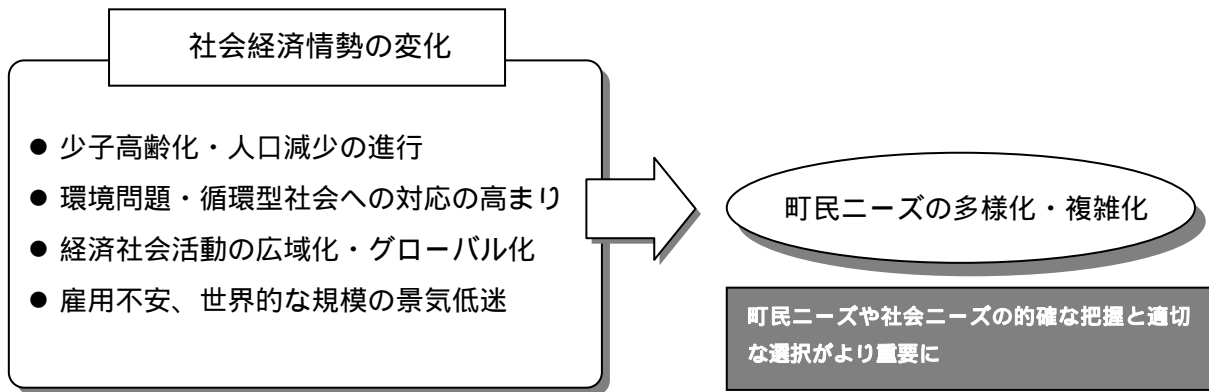 社会経済情勢の変化
● 少子高齢化・人口減少の進行
● 環境問題・循環型社会への対応の高まり
● 経済社会活動の広域化・グローバル化
● 雇用不安、世界的な規模の景気低迷
町民ニーズの多様化・複雑化
町民ニーズや社会ニーズの的確な把握と適切
な選択がより重要に